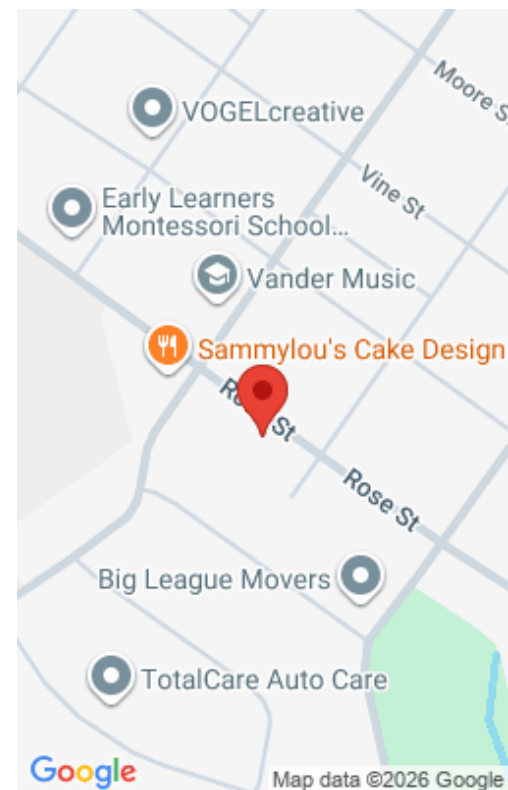 Moore S
VOGELcreative
Vine St
Early Learners
Montessori School...
Vander Music
Sammylou's Cake Design
Rose St
Rose St
Big League Movers
TotalCare Auto Care
Google
Map data ©2026 Google